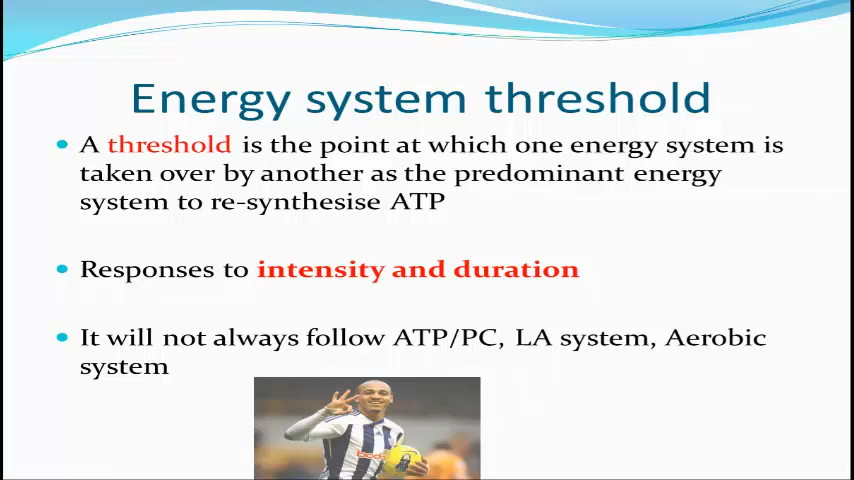 Energy system threshold
• A threshold is the point at which one energy system is
taken over by another as the predominant energy
system to re-synthesise ATP
• Responses to intensity and duration
• It will not always follow ATP/PC, LA system, Aerobic
system